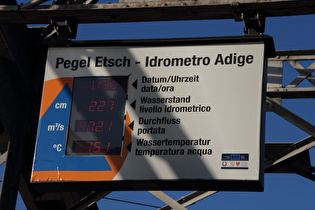 Pegel Etsch - Idrometro Adige
Datum/Uhrzeit
data/ora
cm 227 Wasserstand
livello idrometrico
m³/s Durchfluss
portata
°C Wassertemperatur
temperatura acqua